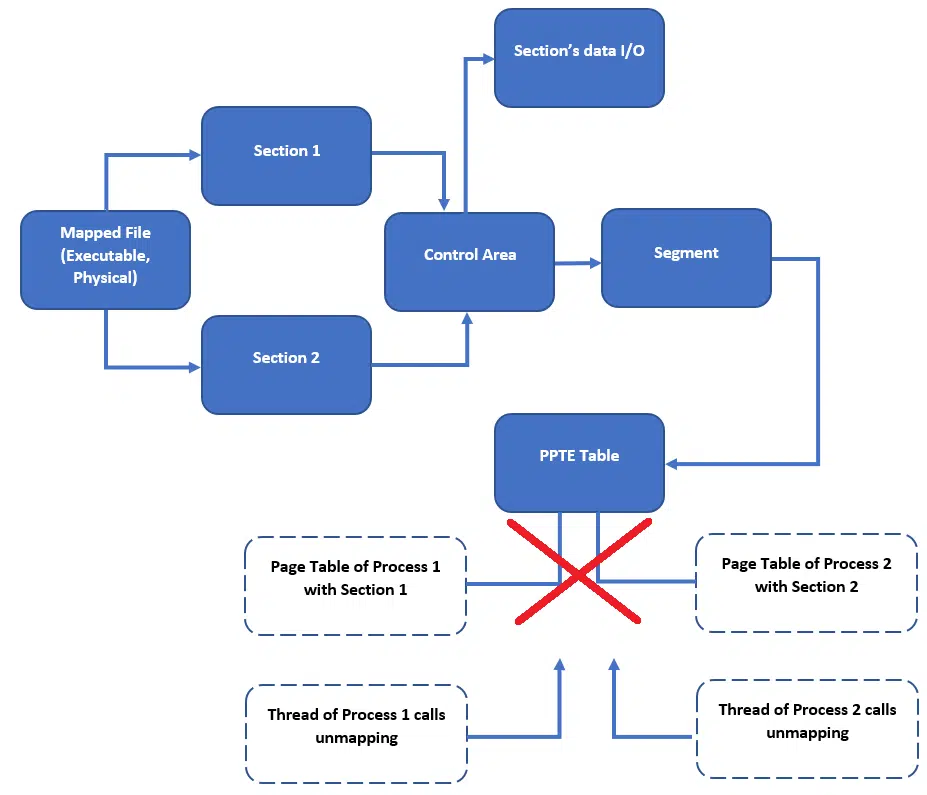 Section's data I/O
Section 1
Mapped File
(Executable,
Physical)
Control Area
Segment
Section 2
PPTE Table
Page Table of Process 1
with Section 1
Page Table of Process 2
with Section 2
Thread of Process 1 calls
unmapping
Thread of Process 2 calls
unmapping